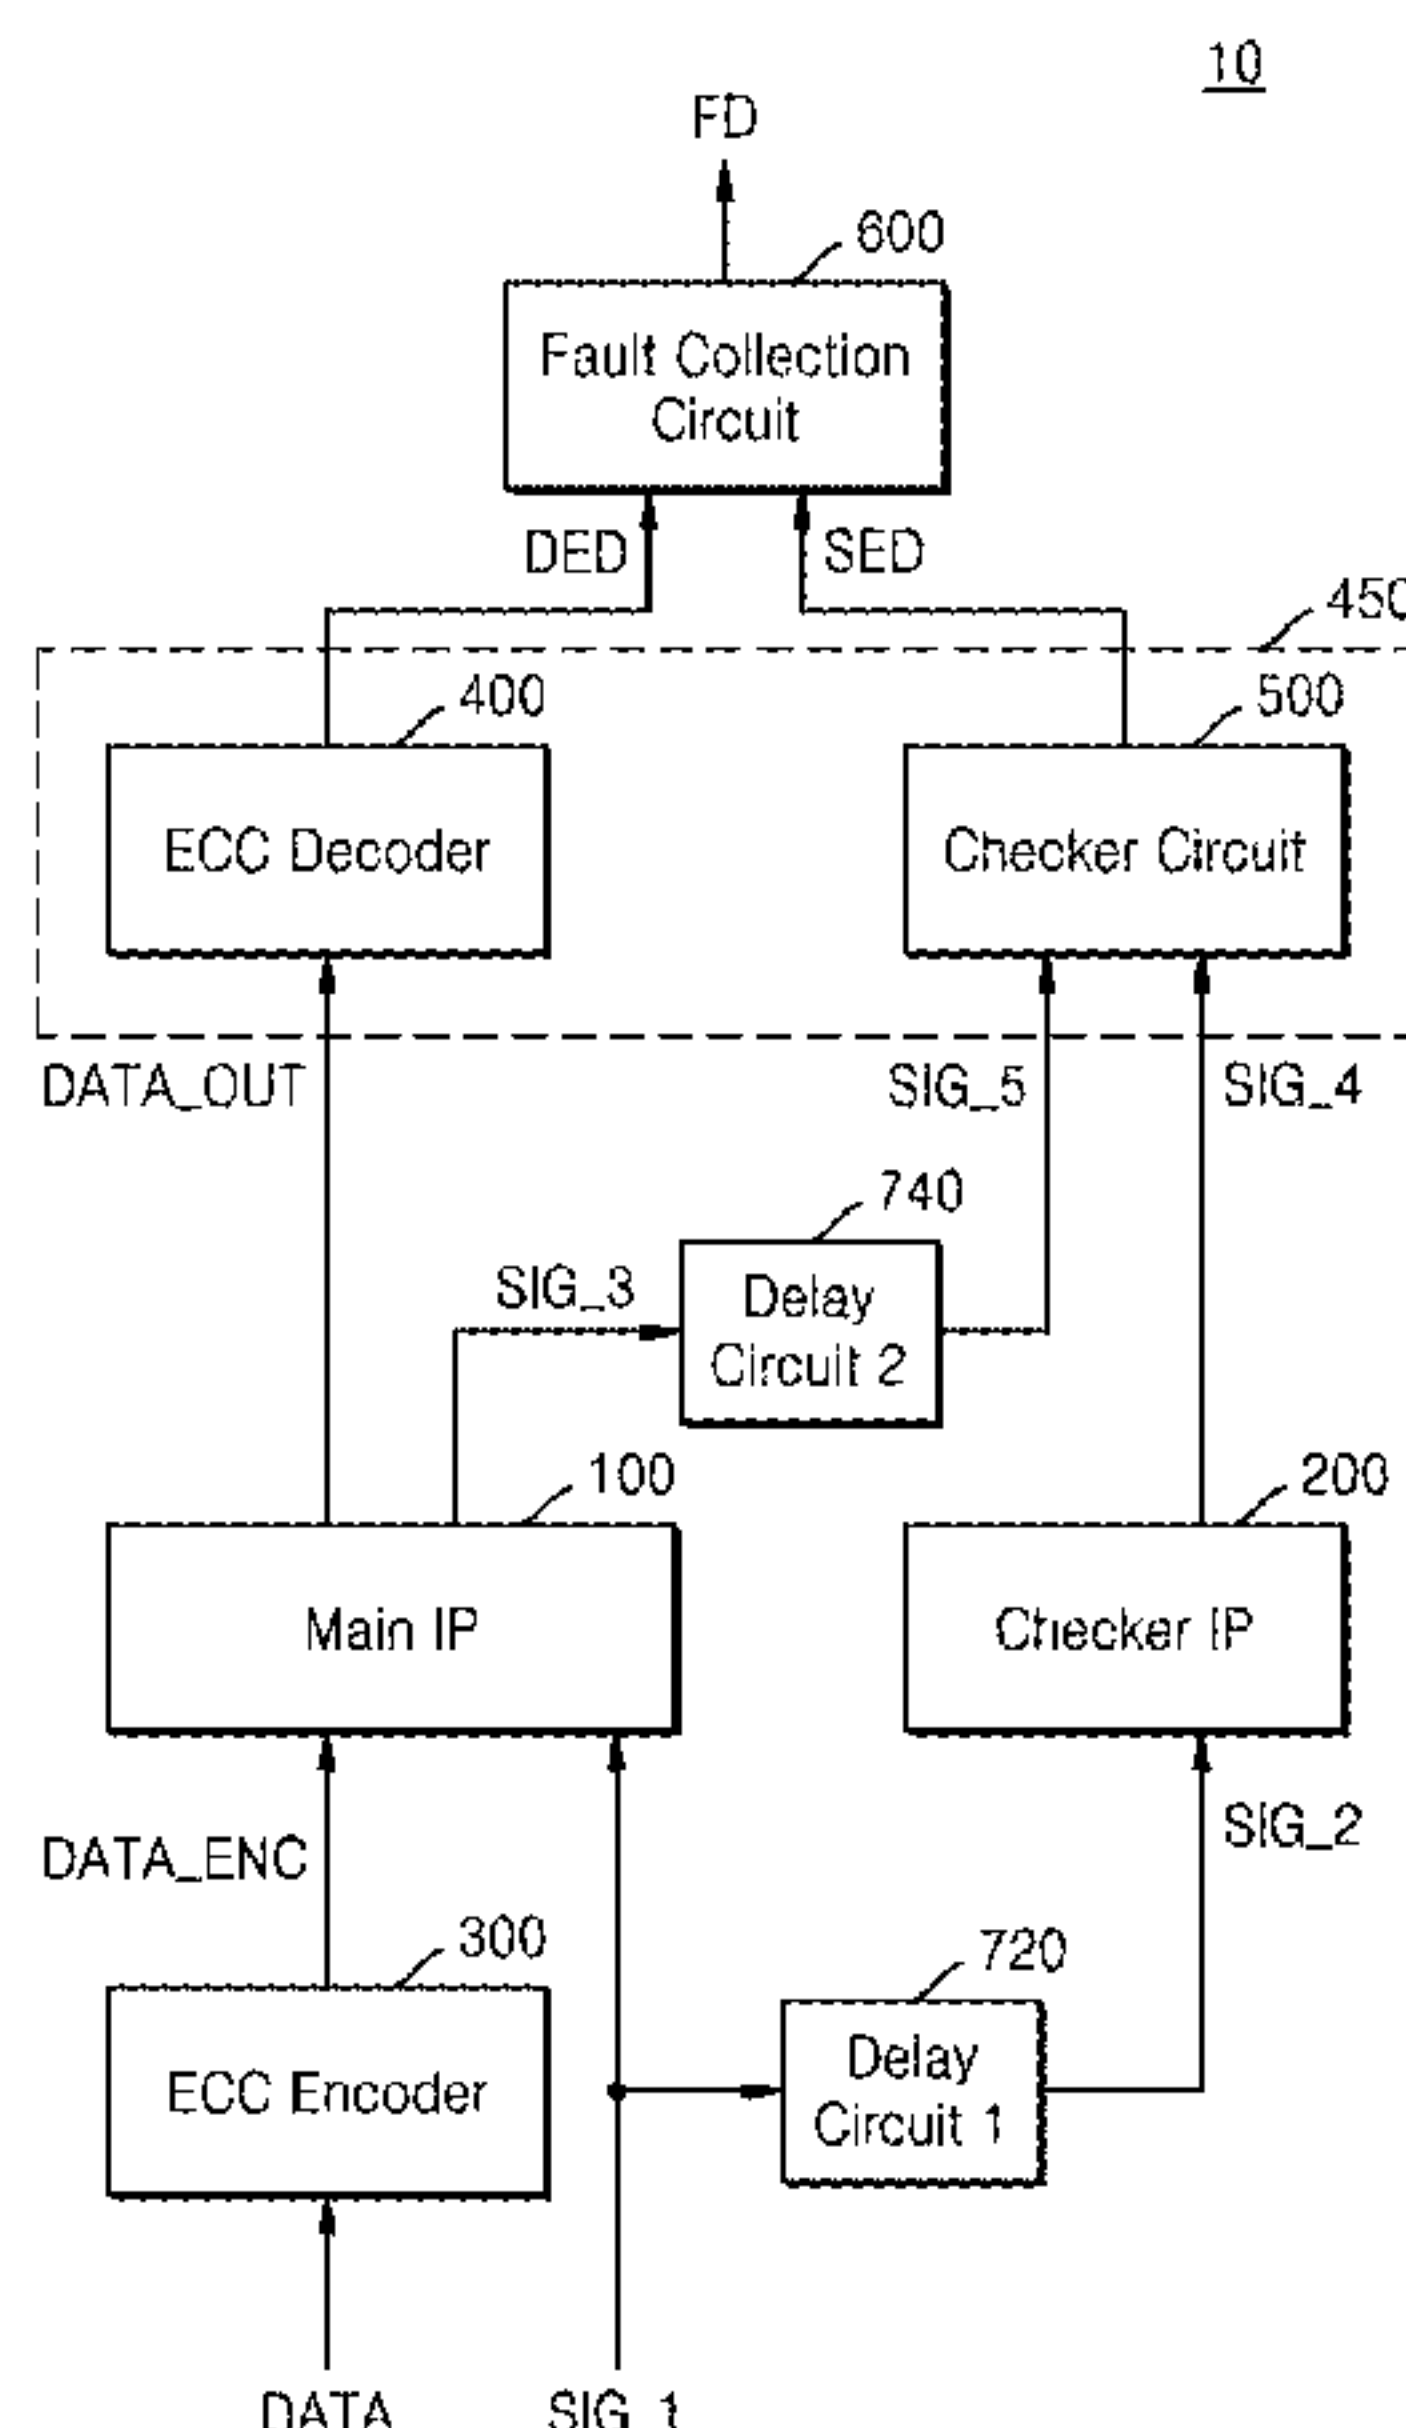 10
FD
600
Fault Collection
Circuit
DED
SED
450
400
500
ECC Decoder
Checker Circuit
DATA_OUT
SIG_5
SIG_4
740
SIG_3
Delay
Circuit 2
100
200
Main IP
Checker IP
DATA_ENC
SIG_2
300
720
ECC Encoder
Delay
Circuit 1
DATA
SIG_1